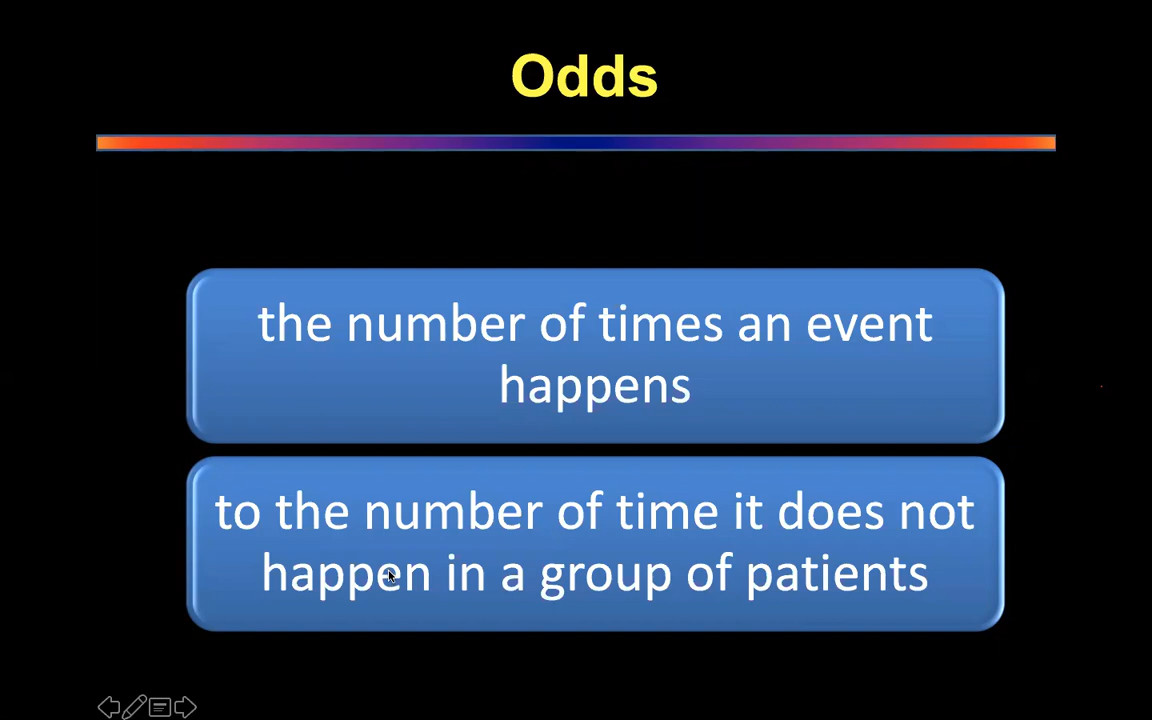 Odds
the number of times an event
happens
to the number of time it does not
happen in a group of patients